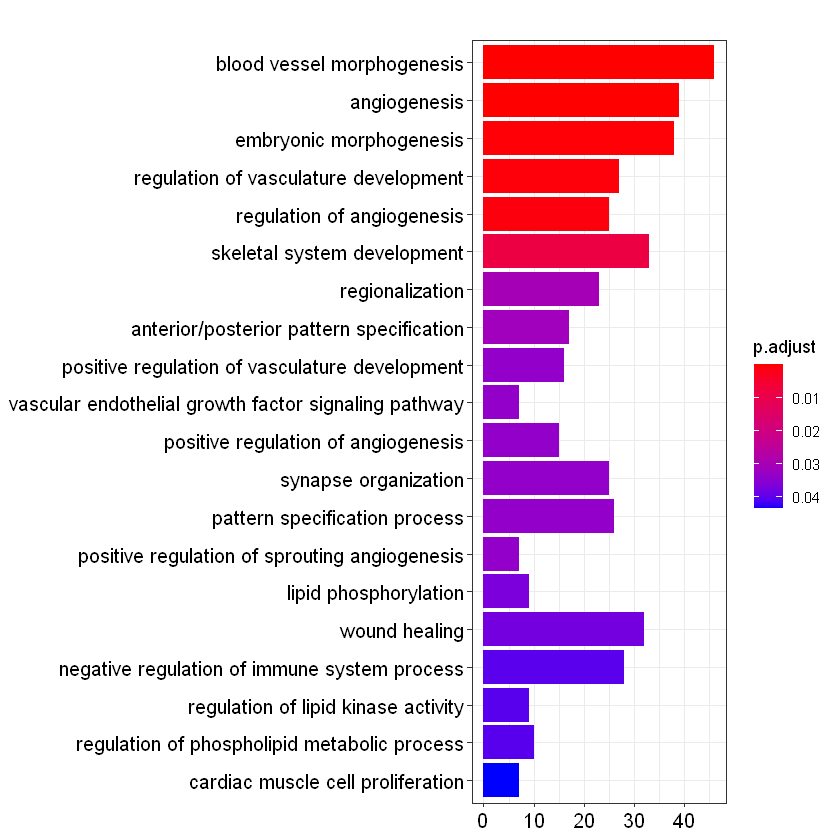 blood vessel morphogenesis
angiogenesis
embryonic morphogenesis
regulation of vasculature development
regulation of angiogenesis
skeletal system development
regionalization
anterior/posterior pattern specification
positive regulation of vasculature development
vascular endothelial growth factor signaling pathway
positive regulation of angiogenesis
synapse organization
pattern specification process
positive regulation of sprouting angiogenesis
lipid phosphorylation
wound healing
negative regulation of immune system process
regulation of lipid kinase activity
regulation of phospholipid metabolic process
cardiac muscle cell proliferation
0 10 20 30 40
p.adjust
0.01
0.02
0.03
0.04